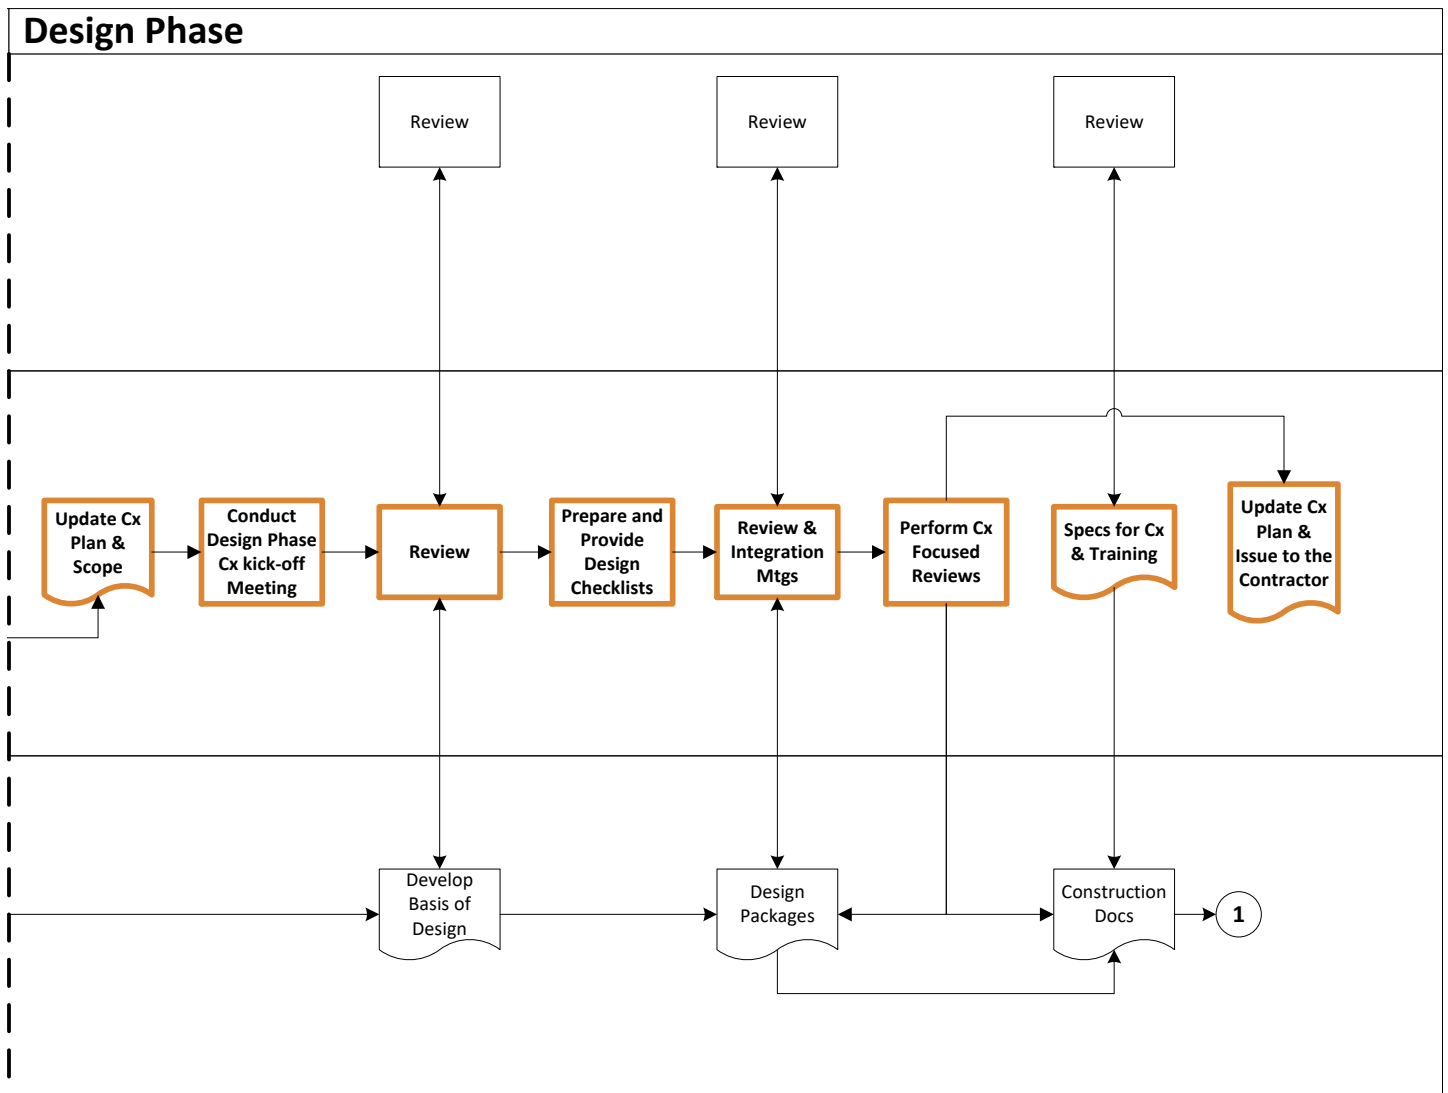 Design Phase
Review
Review
Review
Update Cx
Plan &
Scope
Conduct
Design Phase
Cx kick-off
Meeting
Review
Prepare and
Provide
Design
Checklists
Review &
Integration
Mtgs
Perform Cx
Focused
Reviews
Specs for Cx
& Training
Update Cx
Plan &
Issue to the
Contractor
Develop
Basis of
Design
Design
Packages
Construction
Docs
1